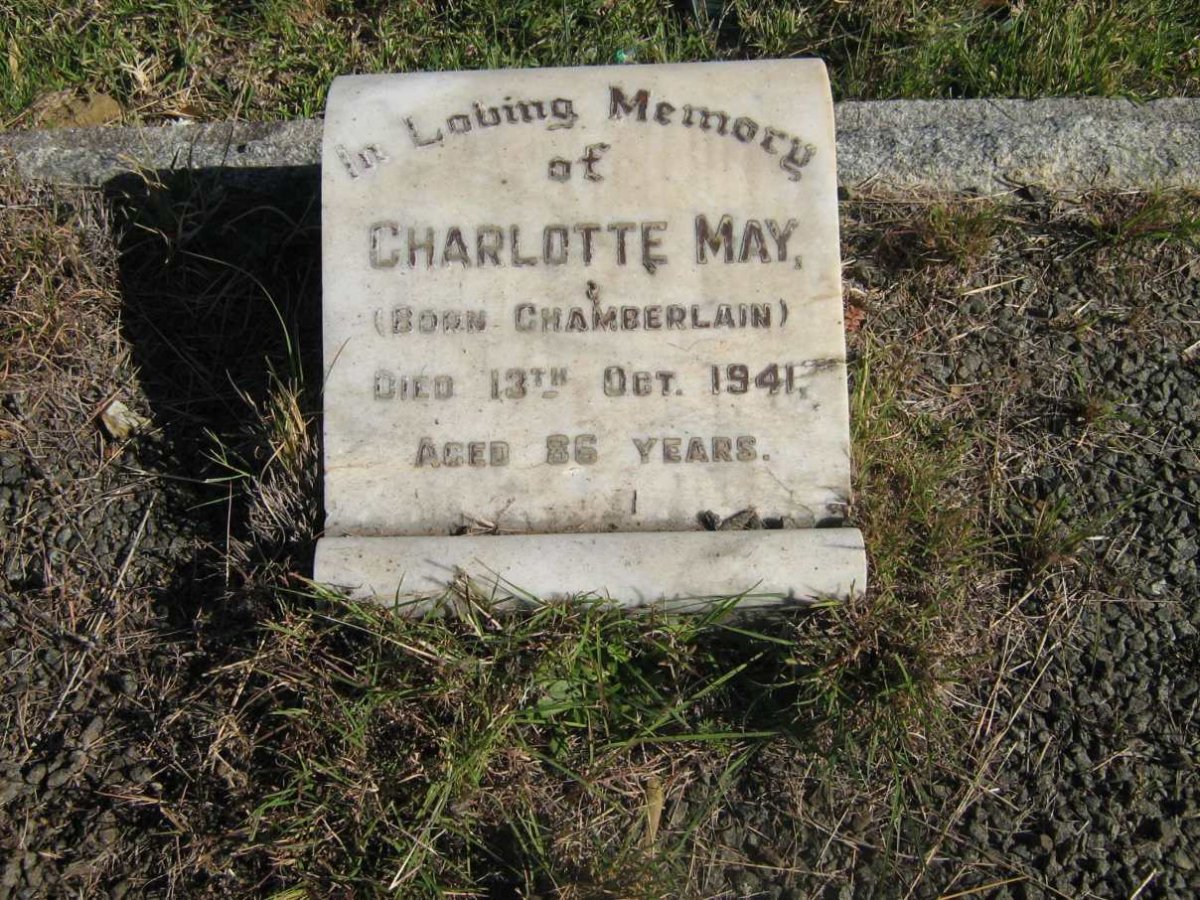 In Loving Memory
of
CHARLOTTE MAY,
(BORN CHAMBERLAIN)
DIED 13TH OCT. 1941,
AGED 86 YEARS.